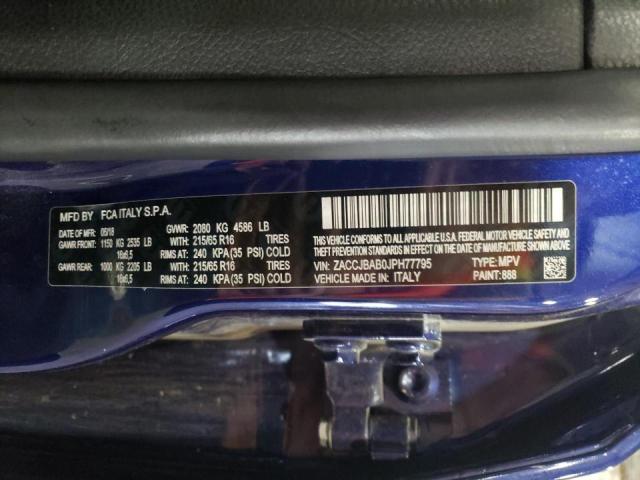 MFD BY FCA ITALY S.P.A.
DATE OF MFR: 05/18 GVWR: 2080 KG 4586 LB
GAWR FRONT: 1150 KG 2535 LB WITH 215/65 R16 TIRES
16x6,5 RIMS AT: 240 KPA(35 PSI) COLD
GAWR REAR: 1000 KG 2205 LB WITH 215/65 R16 TIRES
16x6,5 RIMS AT: 240 KPA(35 PSI) COLD
THIS VEHICLE CONFORMS TO ALL APPLICABLE U.S.A. FEDERAL MOTOR VEHICLE SAFETY
BUMPER, AND THEFT PREVENTION STANDARDS IN EFFECT ON THE DATE OF MANUFACTURE SHOWN ABOVE.
VIN: ZACCJBAB0JPH77795 TYPE: MPV
VEHICLE MADE IN: ITALY PAINT: 888